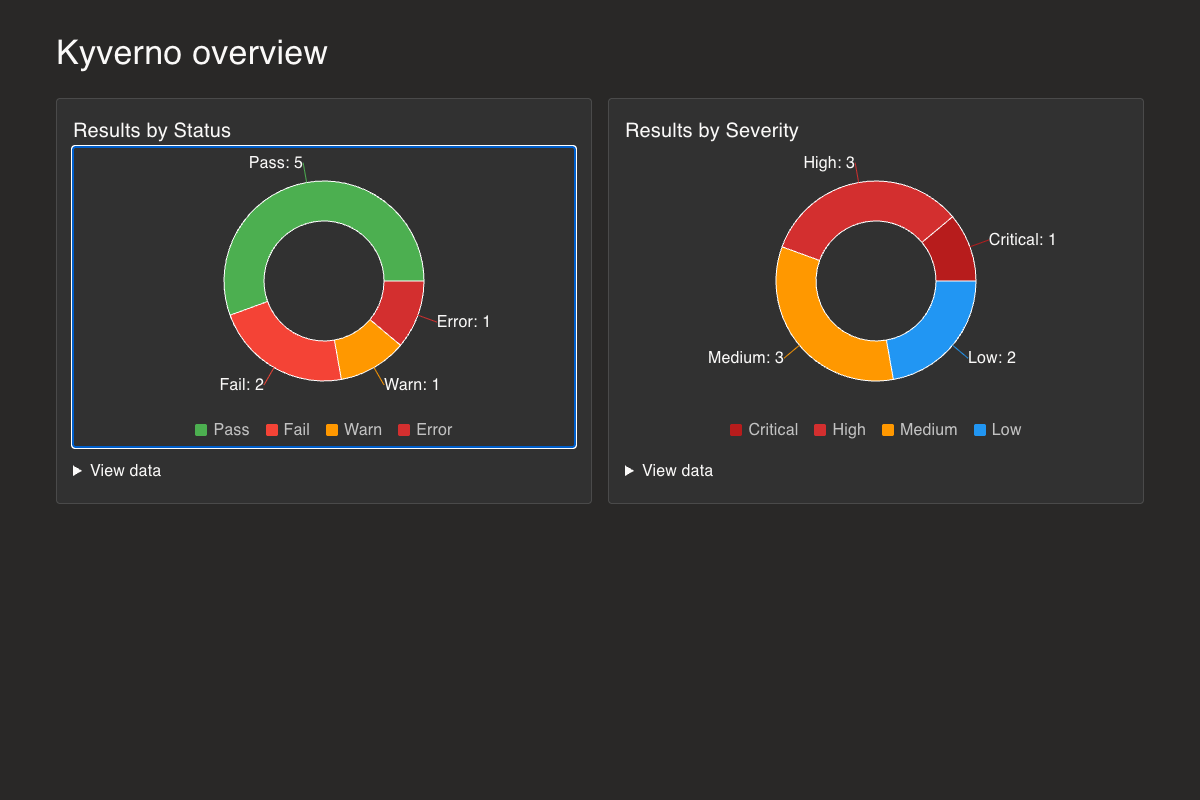 Kyverno overview
Results by Status
Pass: 5
Error: 1
Fail: 2
Warn: 1
Pass
Fail
Warn
Error
View data
Results by Severity
High: 3
Critical: 1
Medium: 3
Low: 2
Critical
High
Medium
Low
View data